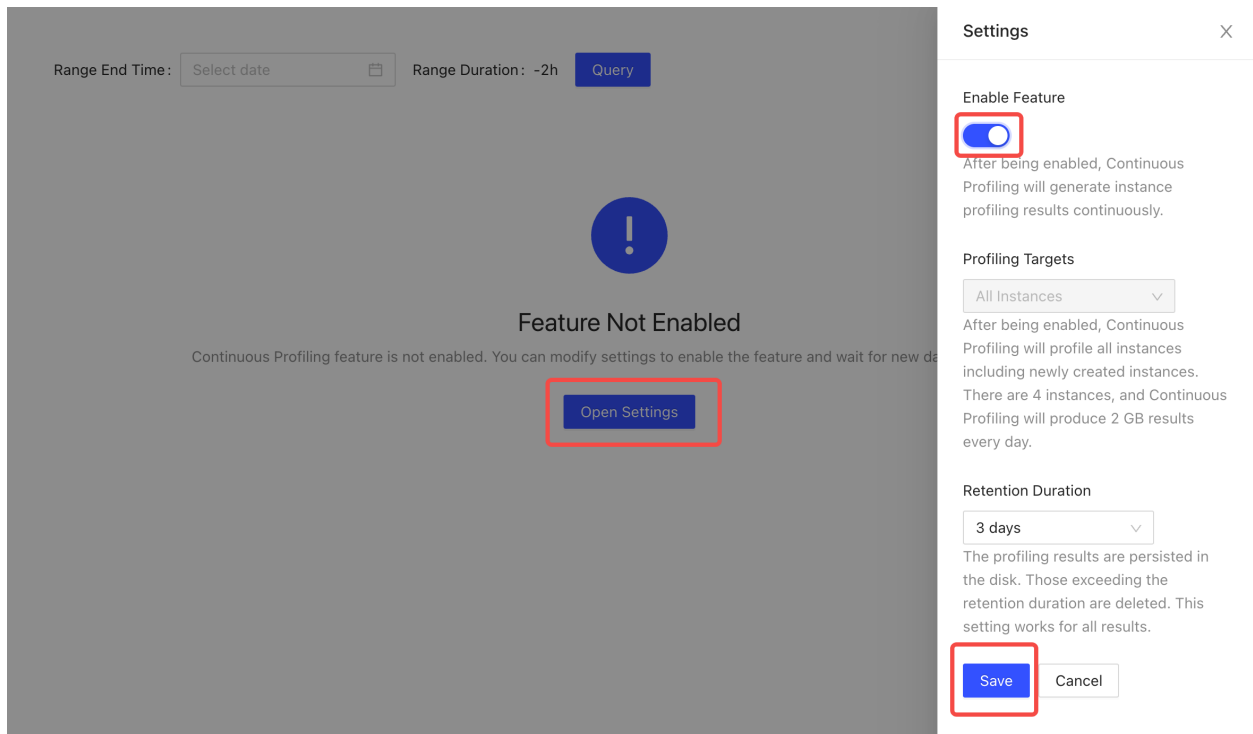 Range End Time :
Select date
Range Duration :
-2h
Query
Feature Not Enabled
Continuous Profiling feature is not enabled. You can modify settings to enable the feature and wait for new
Open Settings
Settings
Enable Feature
After being enabled, Continuous
Profiling will generate instance
profiling results continuously.
Profiling Targets
All Instances
After being enabled, Continuous
Profiling will profile all instances
including newly created instances.
There are 4 instances, and Continuous
Profiling will produce 2 GB results
every day.
Retention Duration
3 days
The profiling results are persisted in
the disk. Those exceeding the
retention duration are deleted. This
setting works for all results.
Save
Cancel